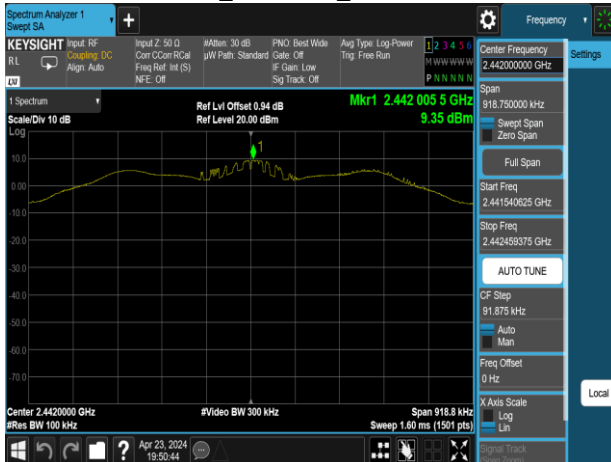 Spectrum Analyzer 1
Swept SA
+
Frequency
KEYSIGHT
RL
LXI
Input: RF
Coupling: DC
Align: Auto
Input Z: 50 Ω
Corr CCorr RCal
Freq Ref: Int (S)
NFE: Off
#Atten: 30 dB
µW Path: Standard
PNO: Best Wide
Gate: Off
IF Gain: Low
Sig Track: Off
Avg Type: Log-Power
Trig: Free Run
1 2 3 4 5 6
M W W W W W
P N N N N N
1 Spectrum
Scale/Div 10 dB
Log
Ref Lvl Offset 0.94 dB
Ref Level 20.00 dBm
Mkr1 2.442 005 5 GHz
9.35 dBm
1
10.0
0.00
-10.0
-20.0
-30.0
-40.0
-50.0
-60.0
-70.0
Center 2.4420000 GHz
#Res BW 100 kHz
#Video BW 300 kHz
Span 918.8 kHz
Sweep 1.60 ms (1501 pts)
?
Apr 23, 2024
19:50:44
Center Frequency
2.442000000 GHz
Span
918.750000 kHz
Swept Span
Zero Span
Full Span
Start Freq
2.441540625 GHz
Stop Freq
2.442459375 GHz
AUTO TUNE
CF Step
91.875 kHz
Auto
Man
Freq Offset
0 Hz
X Axis Scale
Log
Lin
Signal Track
(Span Zoom)
Settings
Local